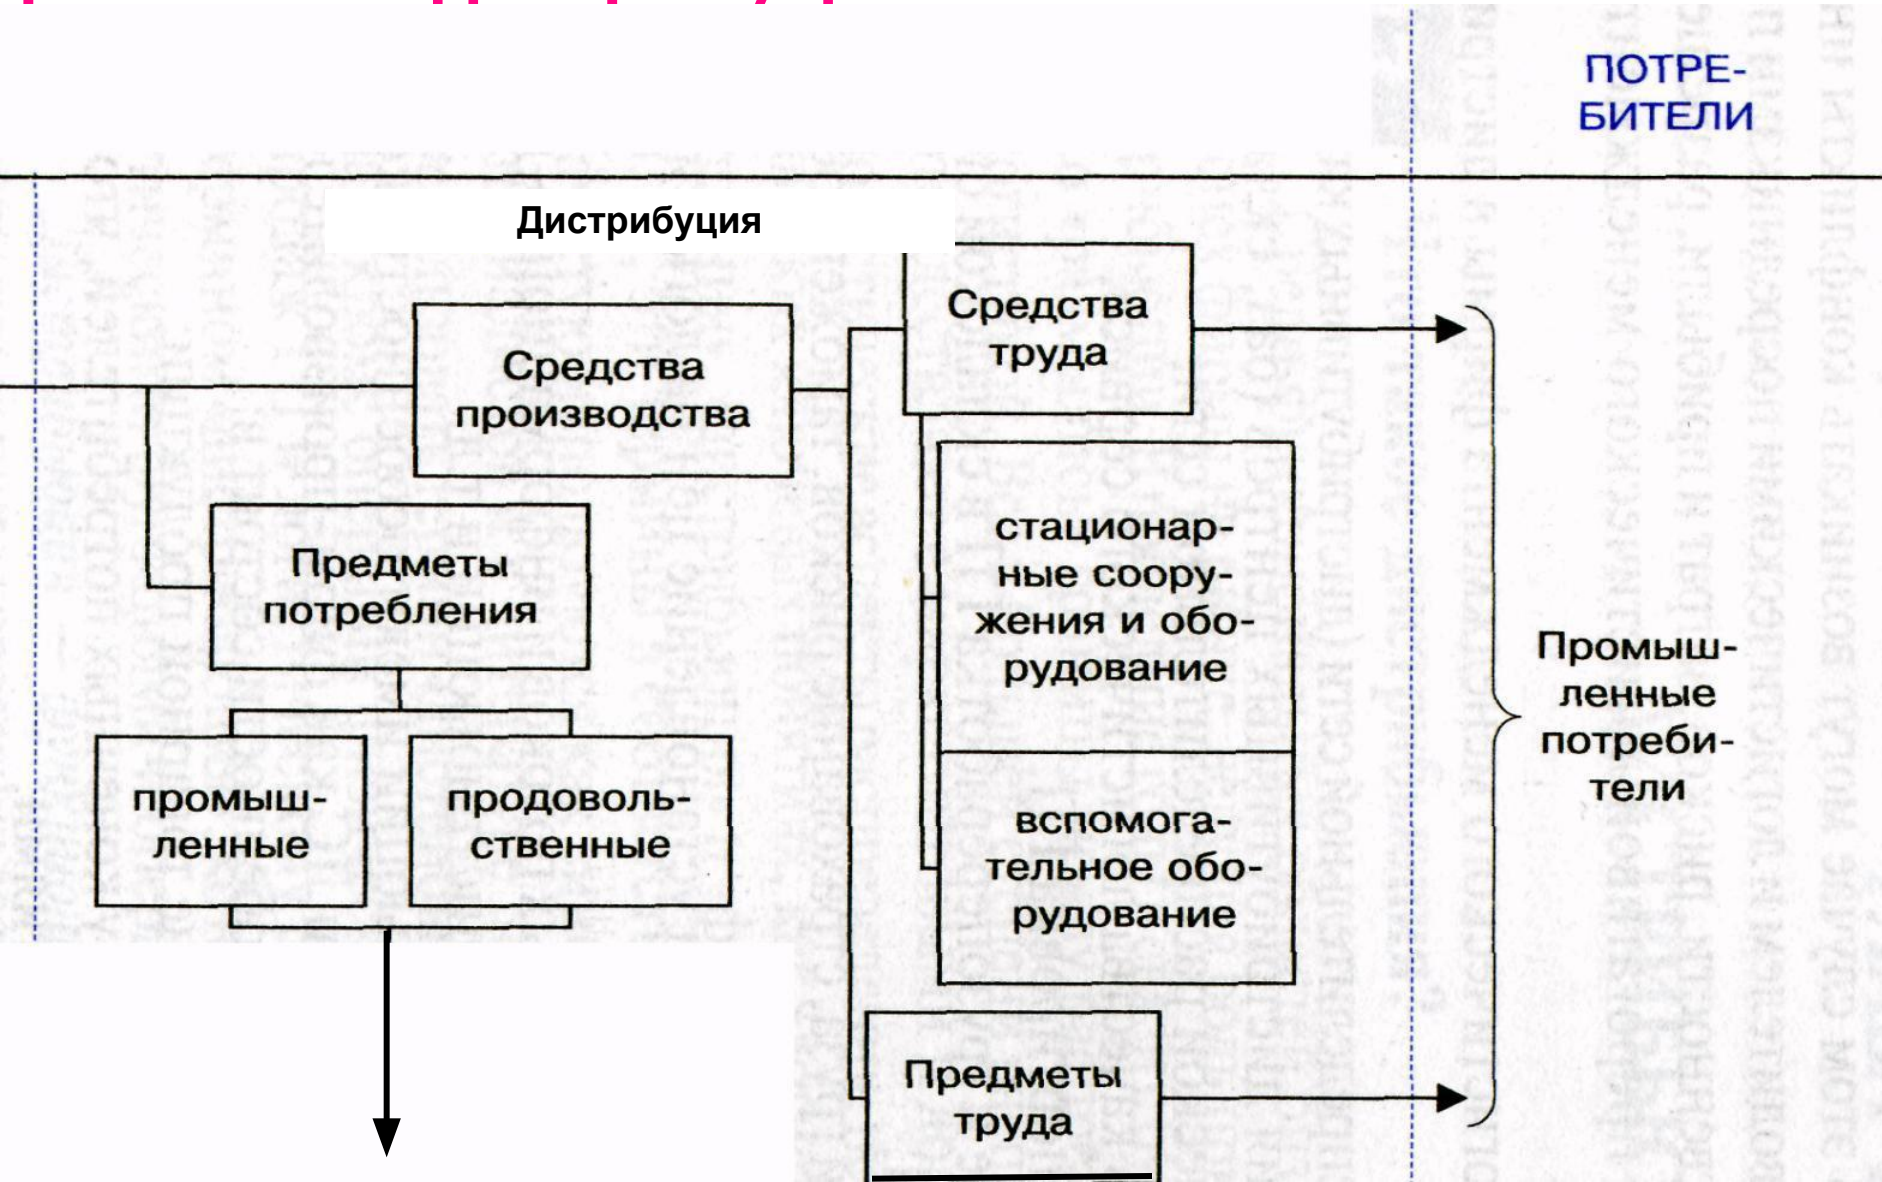 ПОТРЕ-
БИТЕЛИ
Дистрибуция
Средства
производства
Средства
труда
Предметы
потребления
промыш-
ленные
продоволь-
ственные
стационар-
ные соору-
жения и обо-
рудование
вспомога-
тельное обо-
рудование
Предметы
труда
Промыш-
ленные
потреби-
тели